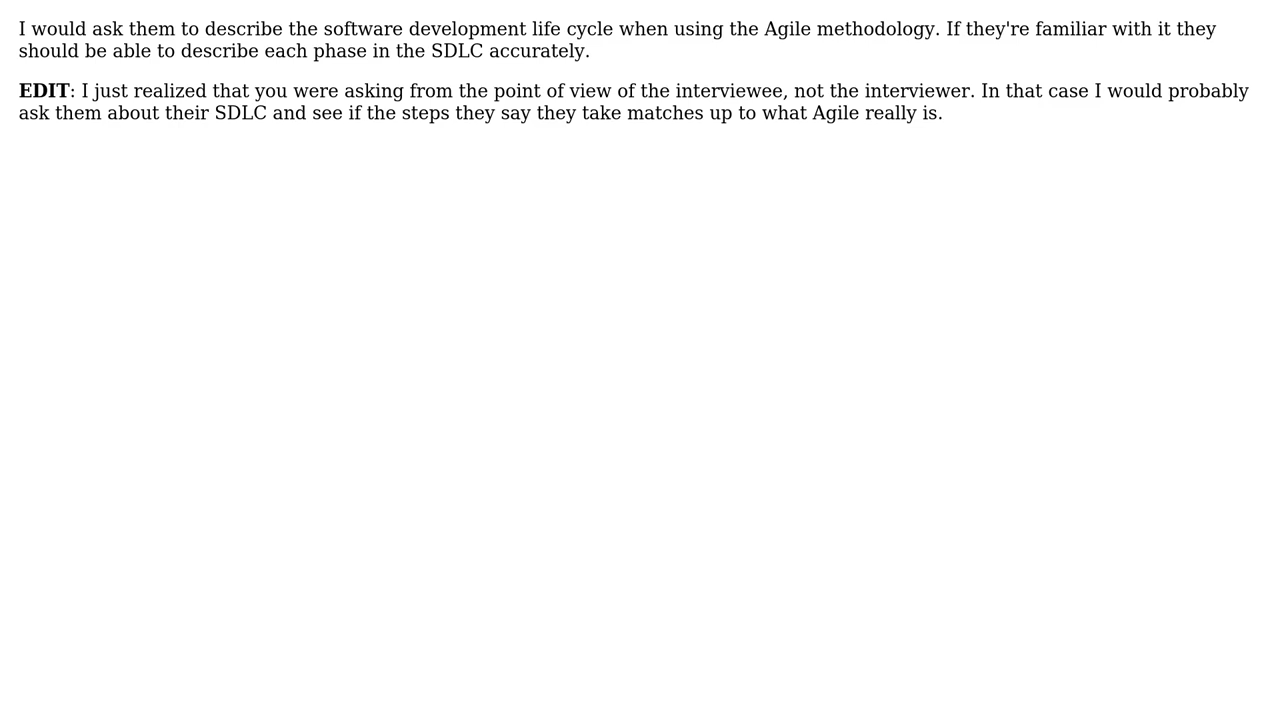 I would ask them to describe the software development life cycle when using the Agile methodology. If they're familiar with it they
should be able to describe each phase in the SDLC accurately.
EDIT: I just realized that you were asking from the point of view of the interviewee, not the interviewer. In that case I would probably
ask them about their SDLC and see if the steps they say they take matches up to what Agile really is.